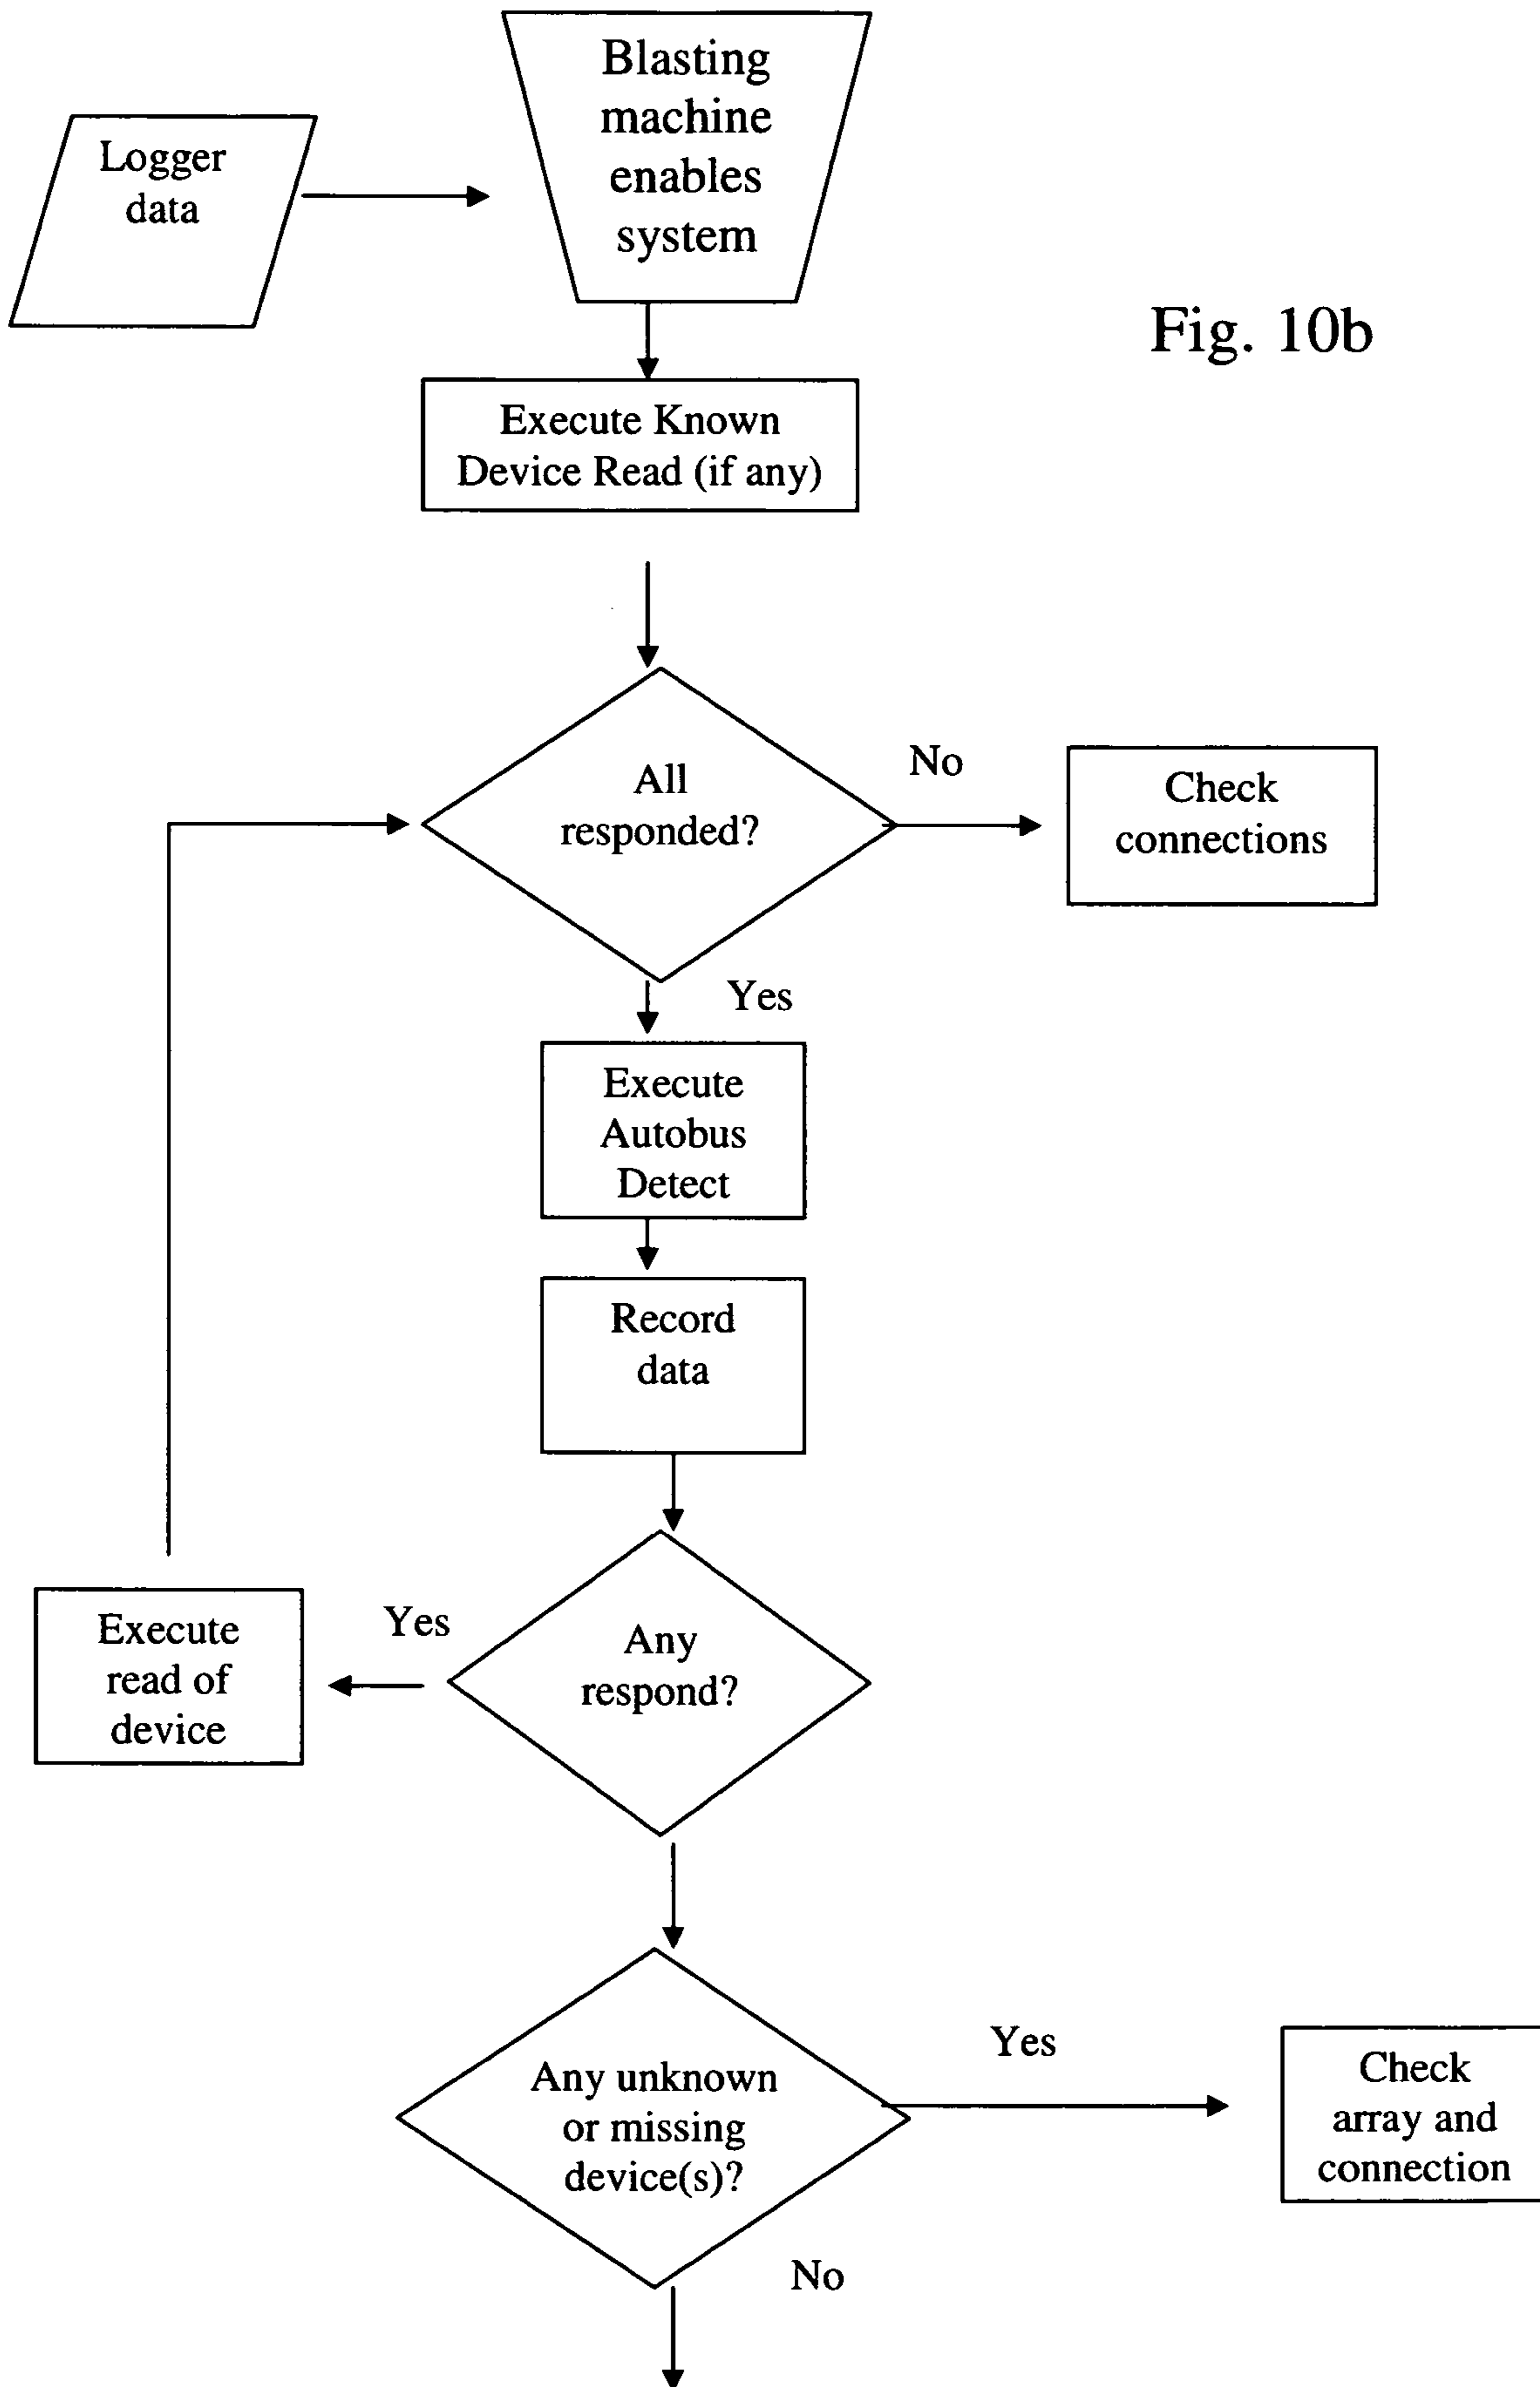 Blasting
machine
enables
system
Logger
data
Fig. 10b
Execute Known
Device Read (if any)
All
responded?
No
Check
connections
Yes
Execute
Autobus
Detect
Record
data
Any
respond?
Yes
Execute
read of
device
Any unknown
or missing
device(s)?
Yes
Check
array and
connection
No